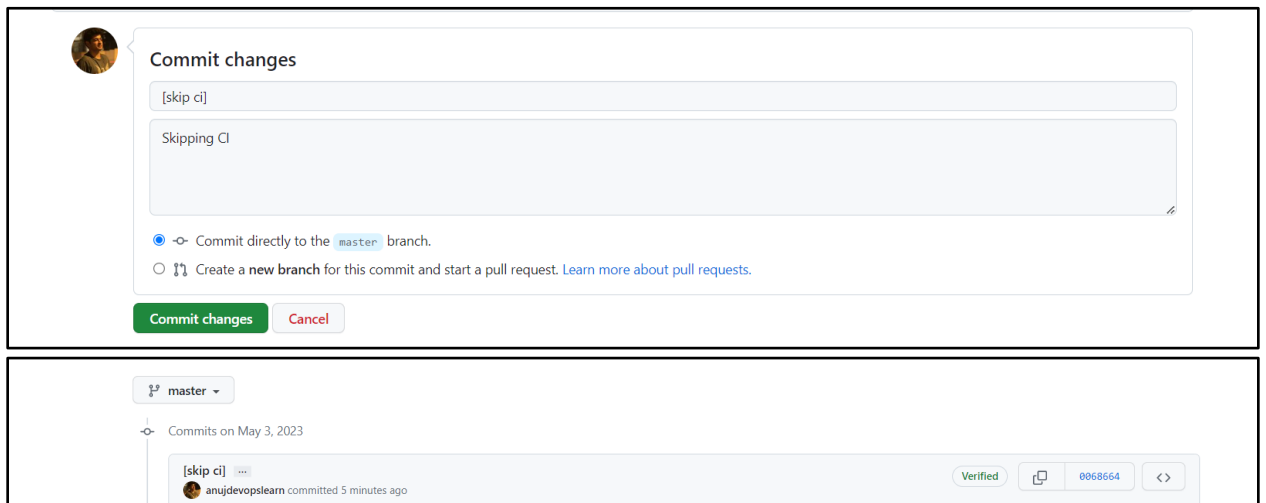 Commit changes
[skip ci]
Skipping CI
Commit directly to the master branch.
Create a new branch for this commit and start a pull request. Learn more about pull requests.
Commit changes Cancel
master
Commits on May 3, 2023
[skip ci] ...
Verified 0068664 <>
anujdevopslearn committed 5 minutes ago